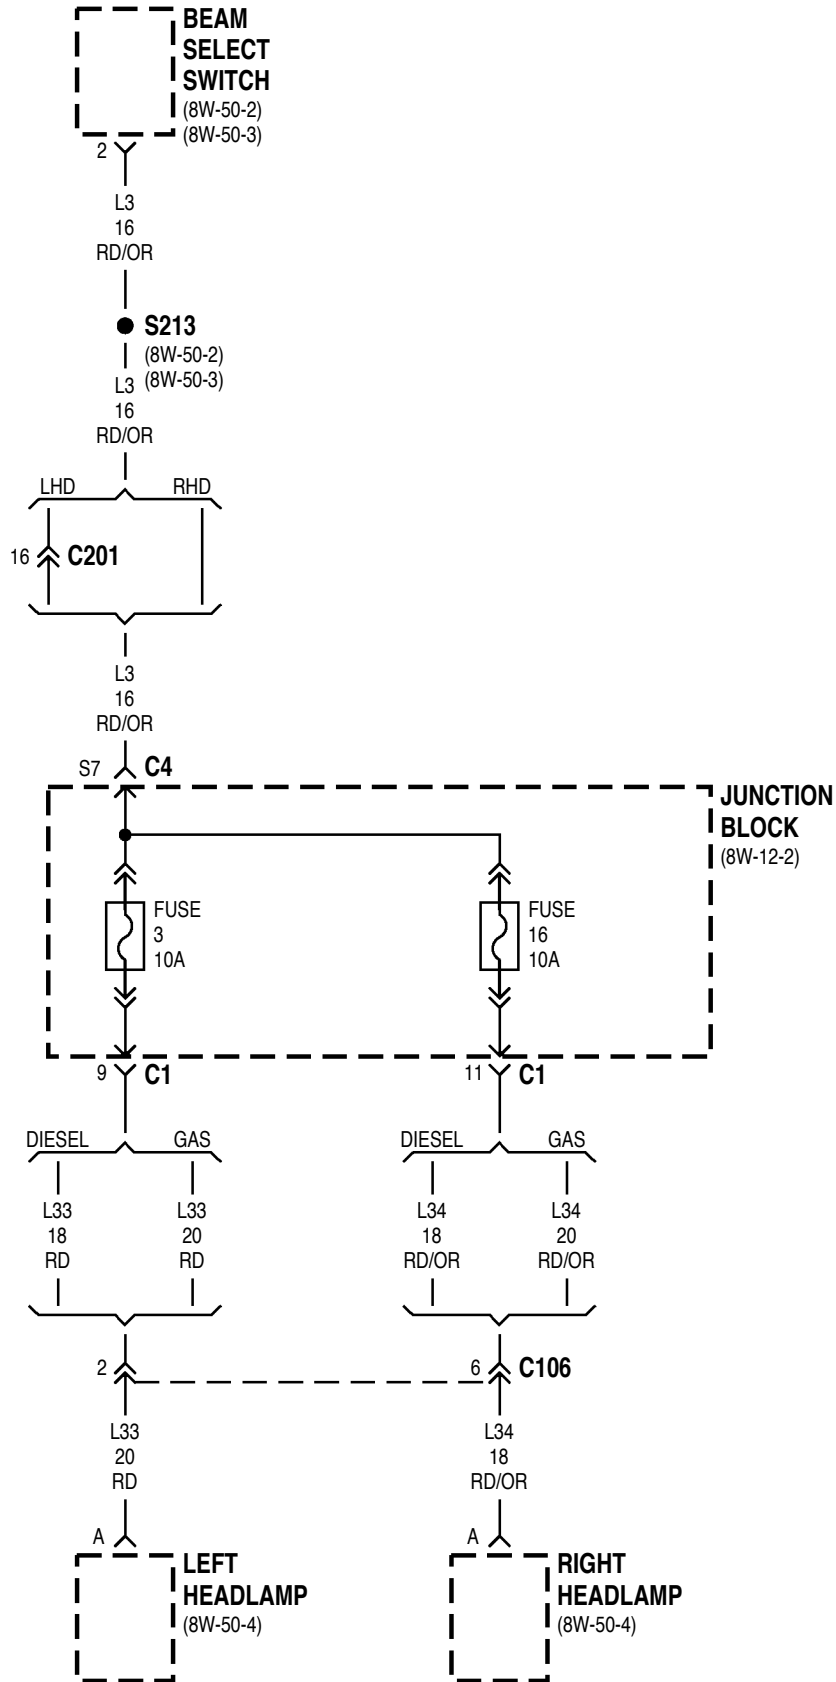 BEAM
SELECT
SWITCH
(8W-50-2)
(8W-50-3)
2
L3
16
RD/OR
S213
(8W-50-2)
(8W-50-3)
L3
16
RD/OR
LHD
RHD
16
C201
L3
16
RD/OR
S7
C4
JUNCTION
BLOCK
(8W-12-2)
FUSE
3
10A
FUSE
16
10A
9
C1
11
C1
DIESEL
GAS
DIESEL
GAS
L33
18
RD
L33
20
RD
L34
18
RD/OR
L34
20
RD/OR
2
6
C106
L33
20
RD
L34
18
RD/OR
A
A
LEFT
HEADLAMP
(8W-50-4)
RIGHT
HEADLAMP
(8W-50-4)